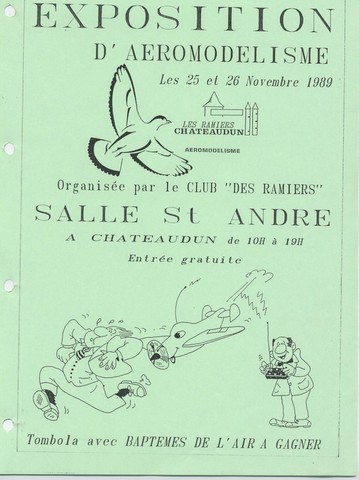 EXPOSITION
D'AEROMODELISME
Les 25 et 26 Novembre 1989
LES RAMIERS
CHATEAUDUN
AEROMODELISME
Organisée par le CLUB "DES RAMIERS"
SALLE St ANDRE
A CHATEAUDUN de 10H à 19H
Entrée gratuite
Tombola avec BAPTEMES DE L'AIR A GAGNER